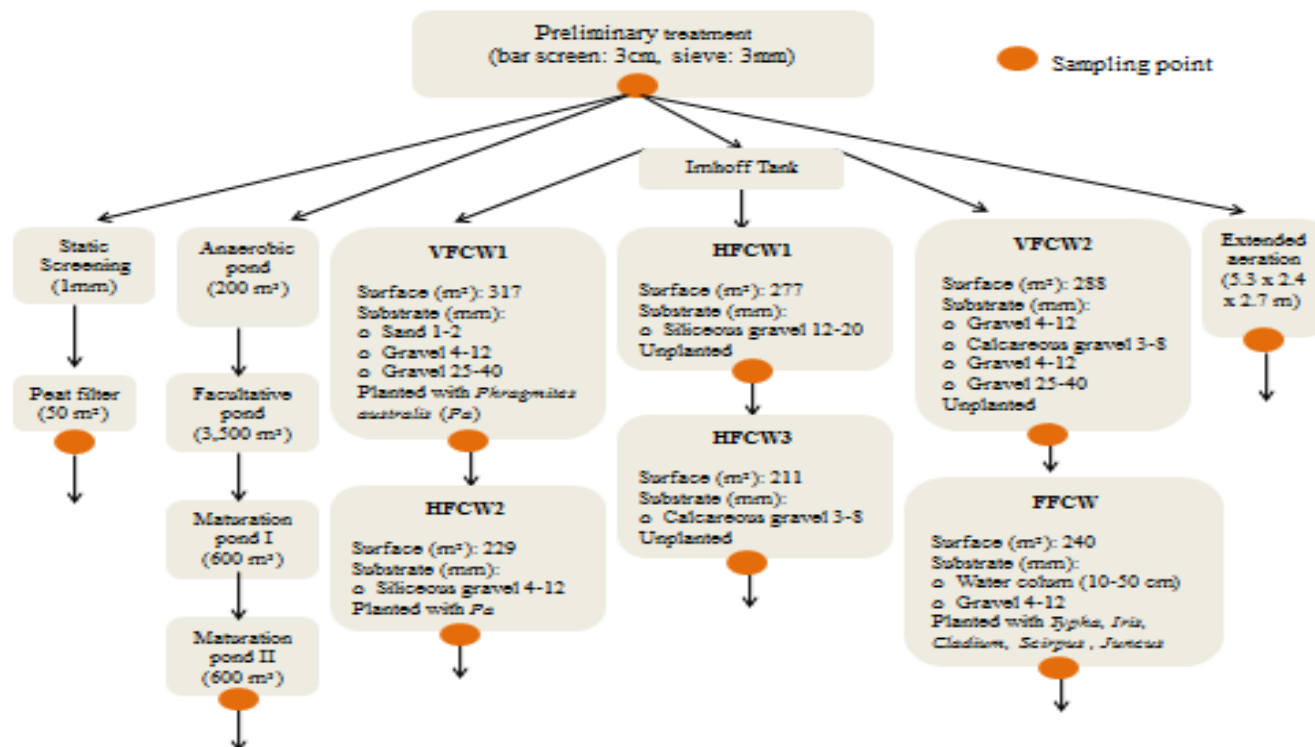 Preliminary treatment
(bar screen: 3cm, sieve: 3mm)
Sampling point
Imhoff Tank
Static
Screening
(1mm)
Peat filter
(50 m²)
Anaerobic
pond
(200 m²)
Facultative
pond
(3,500 m²)
Maturation
pond I
(600 m²)
Maturation
pond II
(600 m²)
VFCW1
Surface (m²): 317
Substrate (mm):
o Sand 1-2
o Gravel 4-12
o Gravel 25-40
Planted with Phragmites
australis (Pa)
HFCW2
Surface (m²): 229
Substrate (mm):
o Siliceous gravel 4-12
Planted with Pa
HFCW1
Surface (m²): 277
Substrate (mm):
o Siliceous gravel 12-20
Unplanted
HFCW3
Surface (m²): 211
Substrate (mm):
o Calcareous gravel 3-8
Unplanted
VFCW2
Surface (m²): 288
Substrate (mm):
o Gravel 4-12
o Calcareous gravel 3-8
o Gravel 4-12
o Gravel 25-40
Unplanted
FFCW
Surface (m²): 240
Substrate (mm):
o Water colum (10-50 cm)
o Gravel 4-12
Planted with Typha, Iris,
Cladium, Scirpus , Juncus
Extended
aeration
(5.3 x 2.4
x 2.7 m)